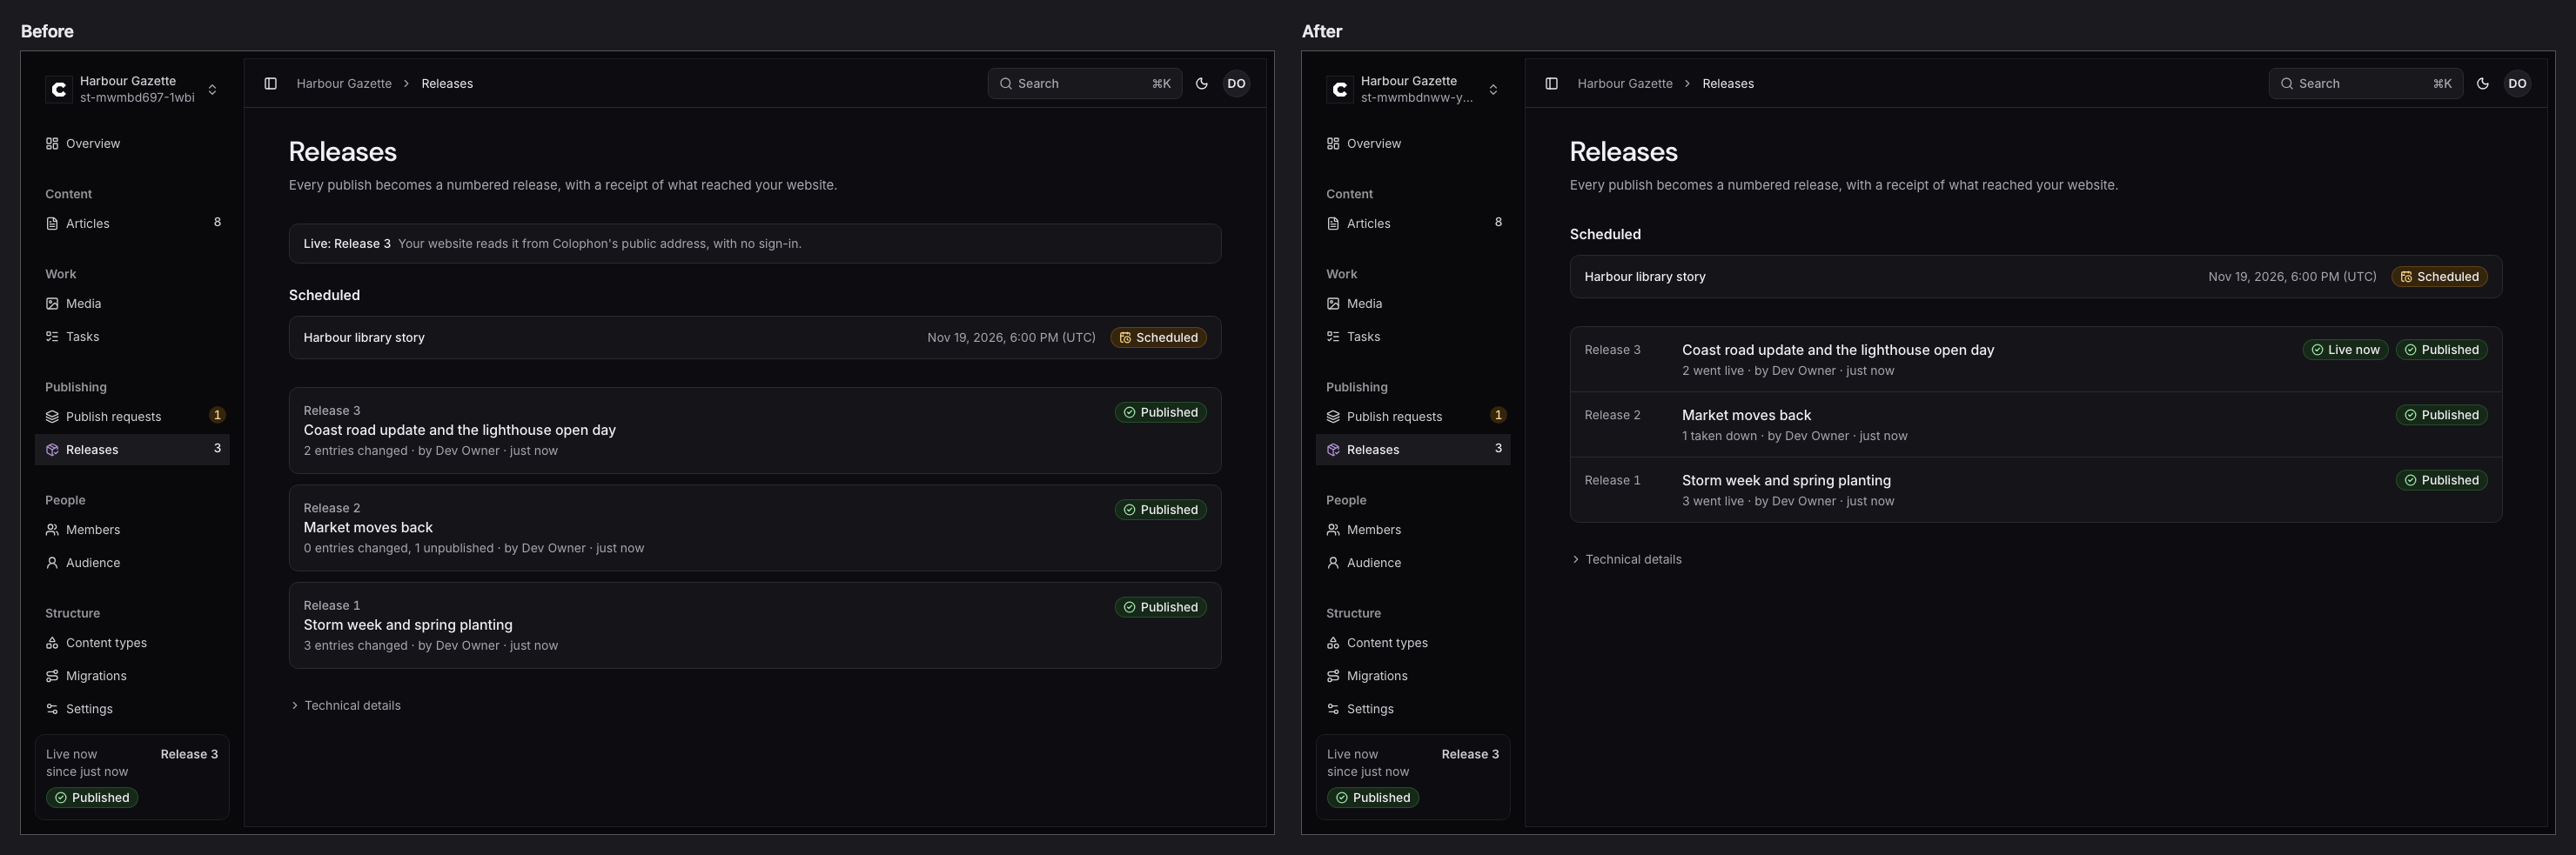 Before
Harbour Gazette
st-mwmbd697-1wbi
Overview
Content
Articles 8
Work
Media
Tasks
Publishing
Publish requests 1
Releases 3
People
Members
Audience
Structure
Content types
Migrations
Settings
Live now Release 3
since just now
Published
Harbour Gazette > Releases
Search ⌘K
DO
Releases
Every publish becomes a numbered release, with a receipt of what reached your website.
Live: Release 3 Your website reads it from Colophon's public address, with no sign-in.
Scheduled
Harbour library story Nov 19, 2026, 6:00 PM (UTC) Scheduled
Release 3 Published
Coast road update and the lighthouse open day
2 entries changed · by Dev Owner · just now
Release 2 Published
Market moves back
0 entries changed, 1 unpublished · by Dev Owner · just now
Release 1 Published
Storm week and spring planting
3 entries changed · by Dev Owner · just now
Technical details
After
Harbour Gazette
st-mwmbdnww-y...
Overview
Content
Articles 8
Work
Media
Tasks
Publishing
Publish requests 1
Releases 3
People
Members
Audience
Structure
Content types
Migrations
Settings
Live now Release 3
since just now
Published
Harbour Gazette > Releases
Search ⌘K
DO
Releases
Every publish becomes a numbered release, with a receipt of what reached your website.
Scheduled
Harbour library story Nov 19, 2026, 6:00 PM (UTC) Scheduled
Release 3 Coast road update and the lighthouse open day Live now Published
2 went live · by Dev Owner · just now
Release 2 Market moves back Published
1 taken down · by Dev Owner · just now
Release 1 Storm week and spring planting Published
3 went live · by Dev Owner · just now
Technical details